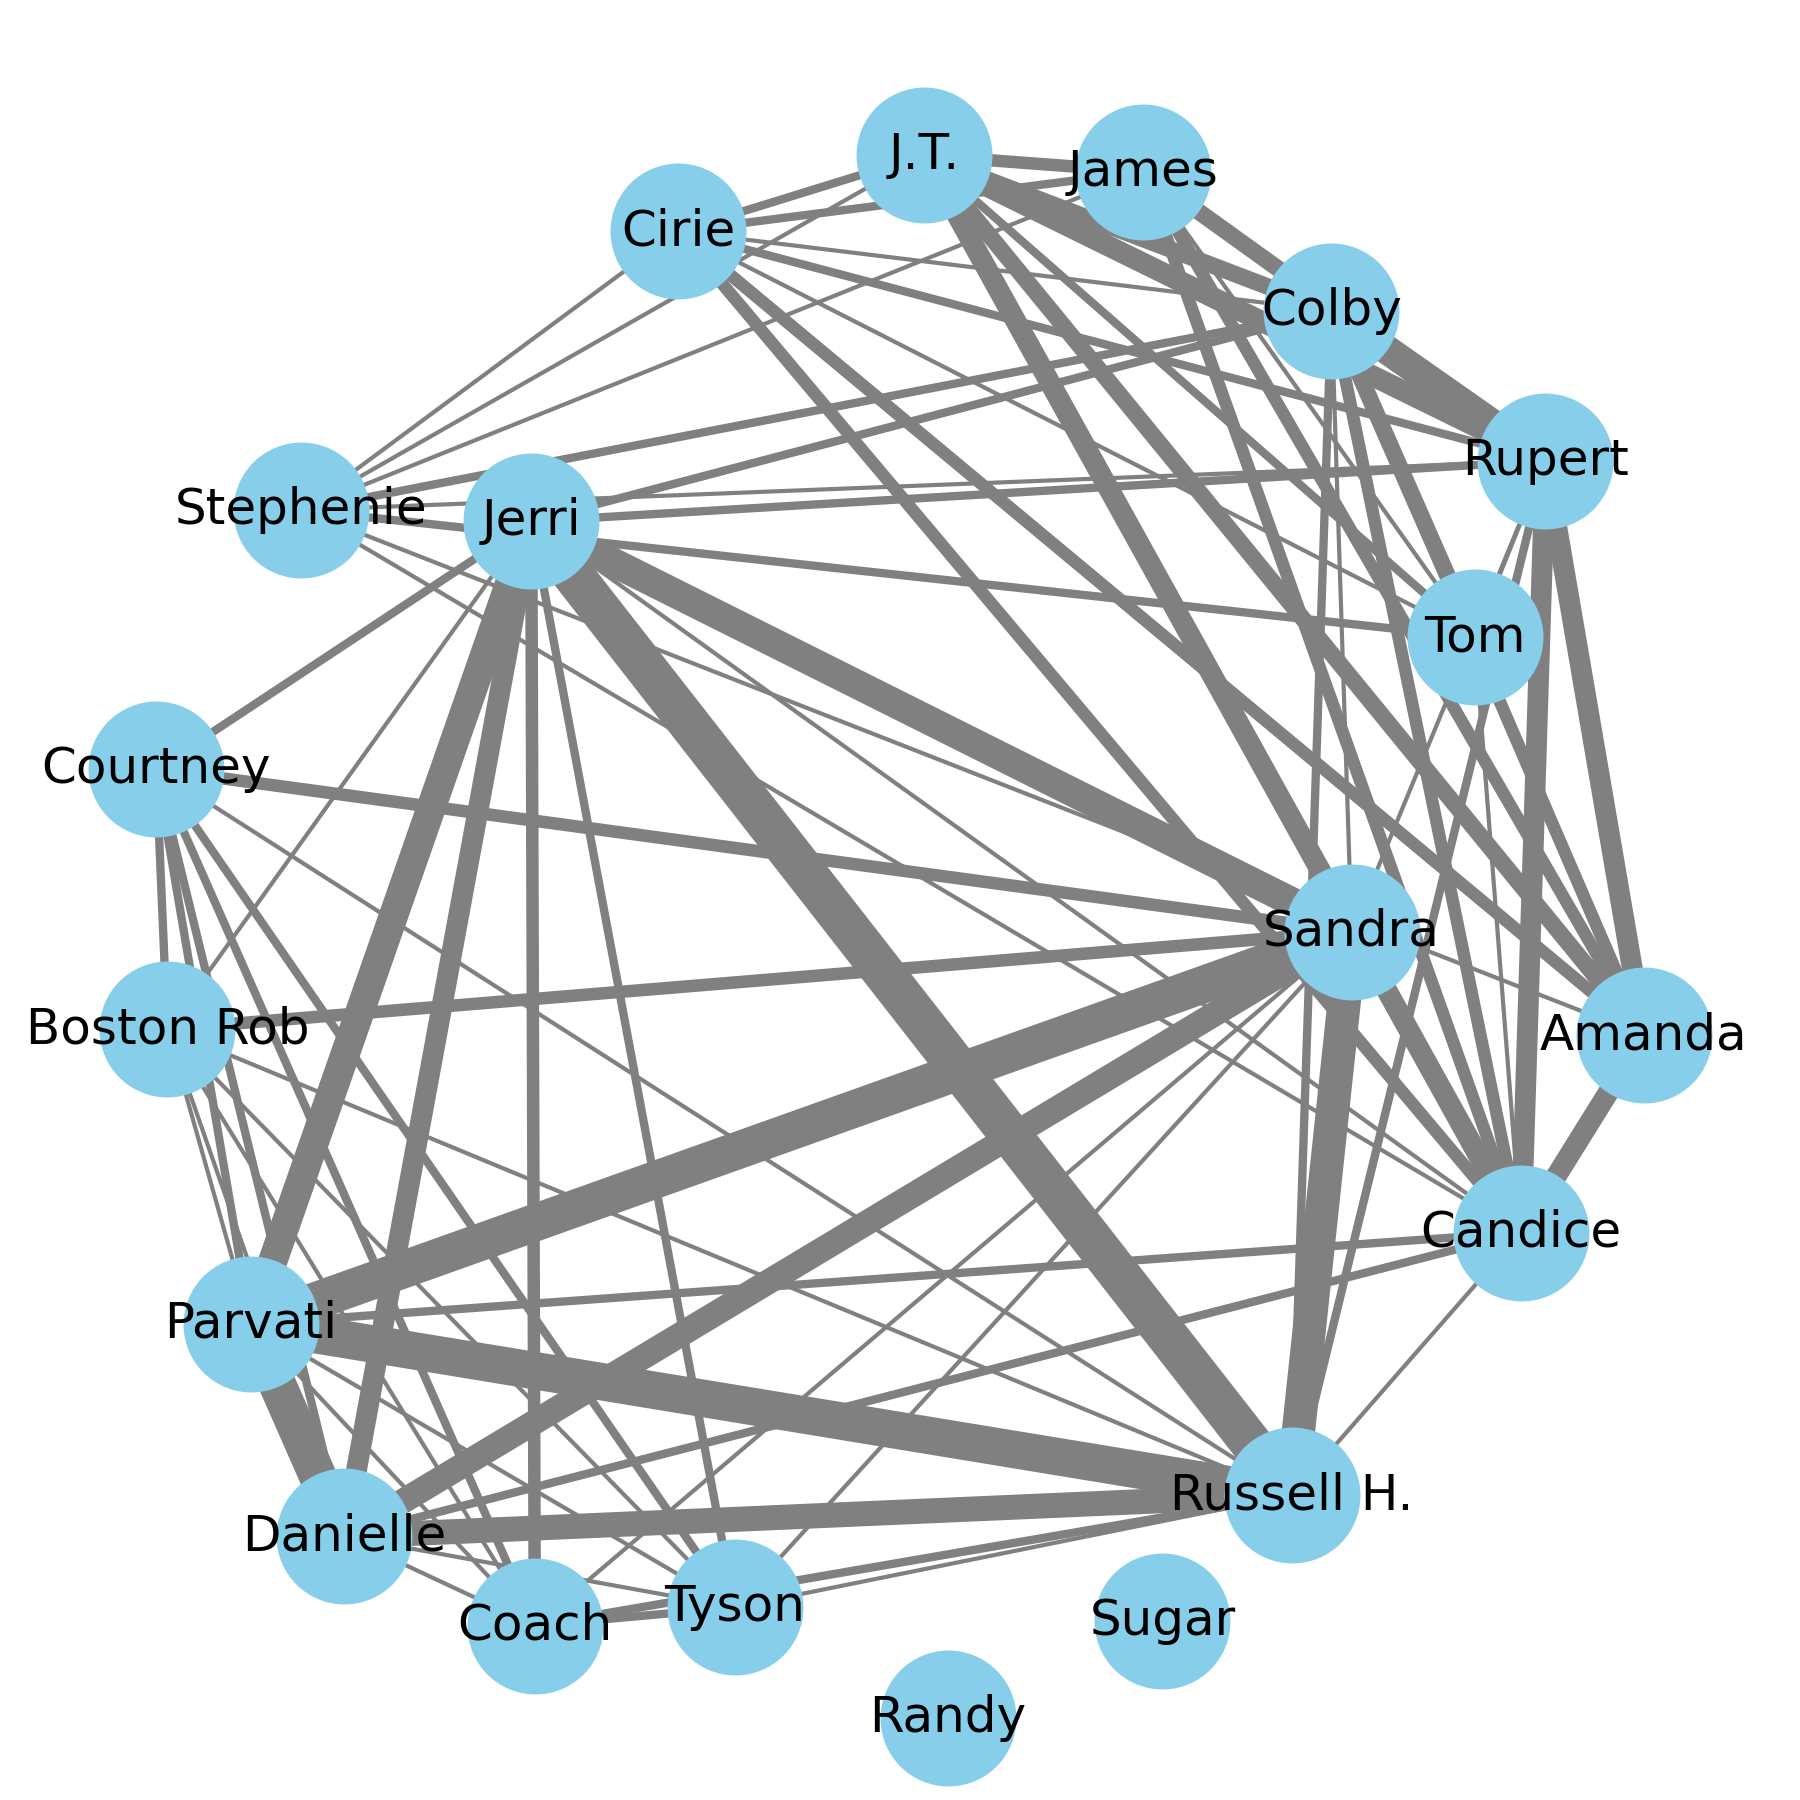 J.T.
James
Cirie
Colby
Rupert
Stephenie
Jerri
Tom
Courtney
Sandra
Boston Rob
Amanda
Candice
Parvati
Russell H.
Danielle
Tyson
Coach
Sugar
Randy